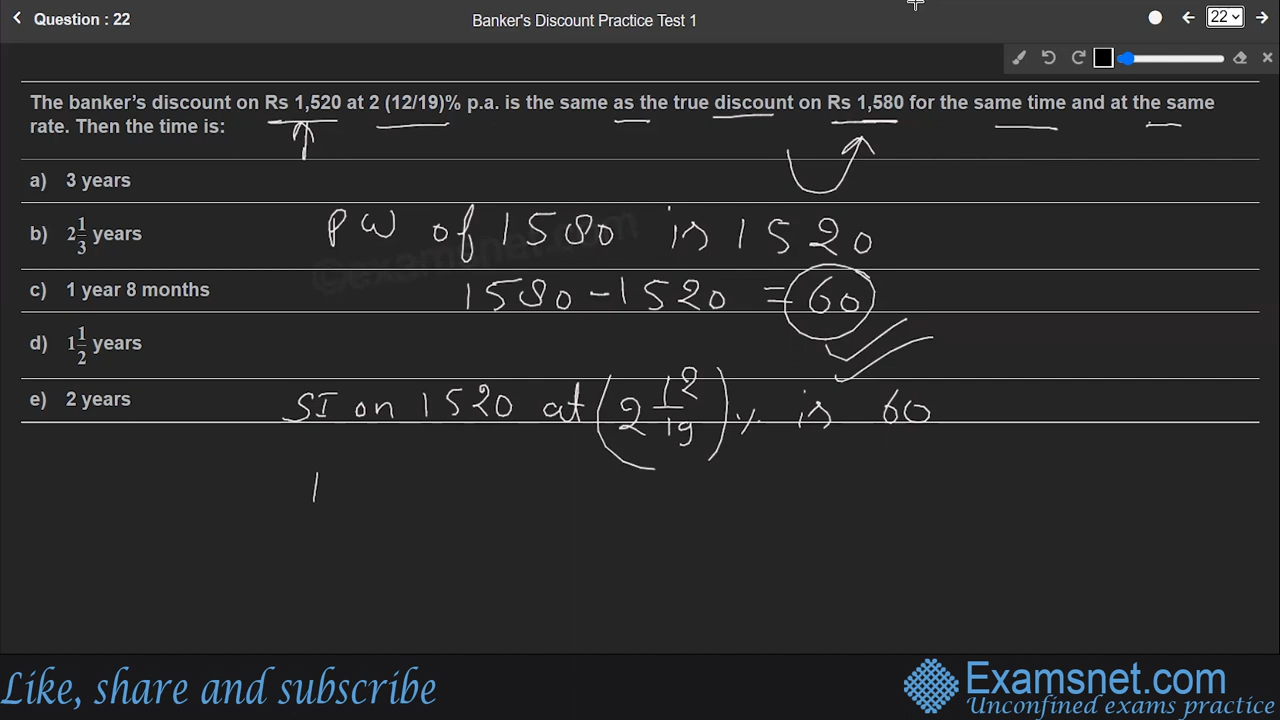 Question : 22
Banker's Discount Practice Test 1
22
The banker's discount on Rs 1,520 at 2 (12/19)% p.a. is the same as the true discount on Rs 1,580 for the same time and at the same
rate. Then the time is:
a) 3 years
b) 2 1/3 years
PW of 1580 is 1520
©examsnet.com
c) 1 year 8 months
1580 - 1520 = 60
d) 1 1/2 years
e) 2 years
SI on 1520 at (2 12/19) % is 60
1
Like, share and subscribe
Examsnet.com
Unconfined exams practice